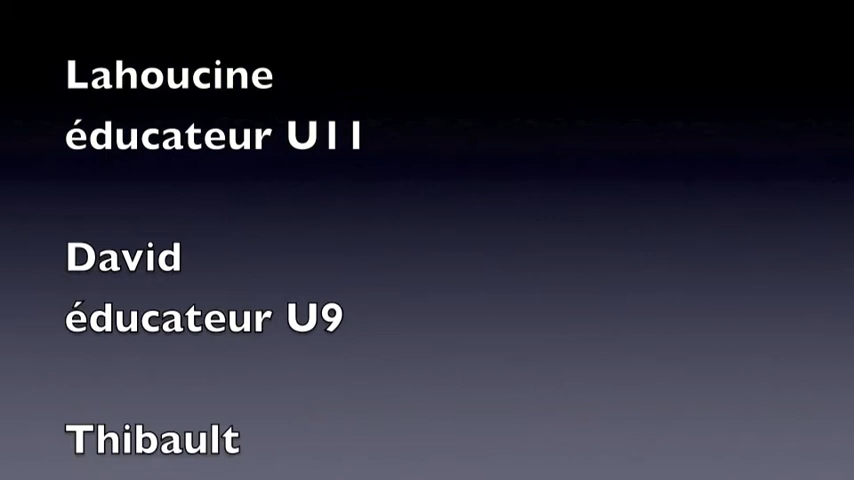 Lahoucine
éducateur U11
David
éducateur U9
Thibault